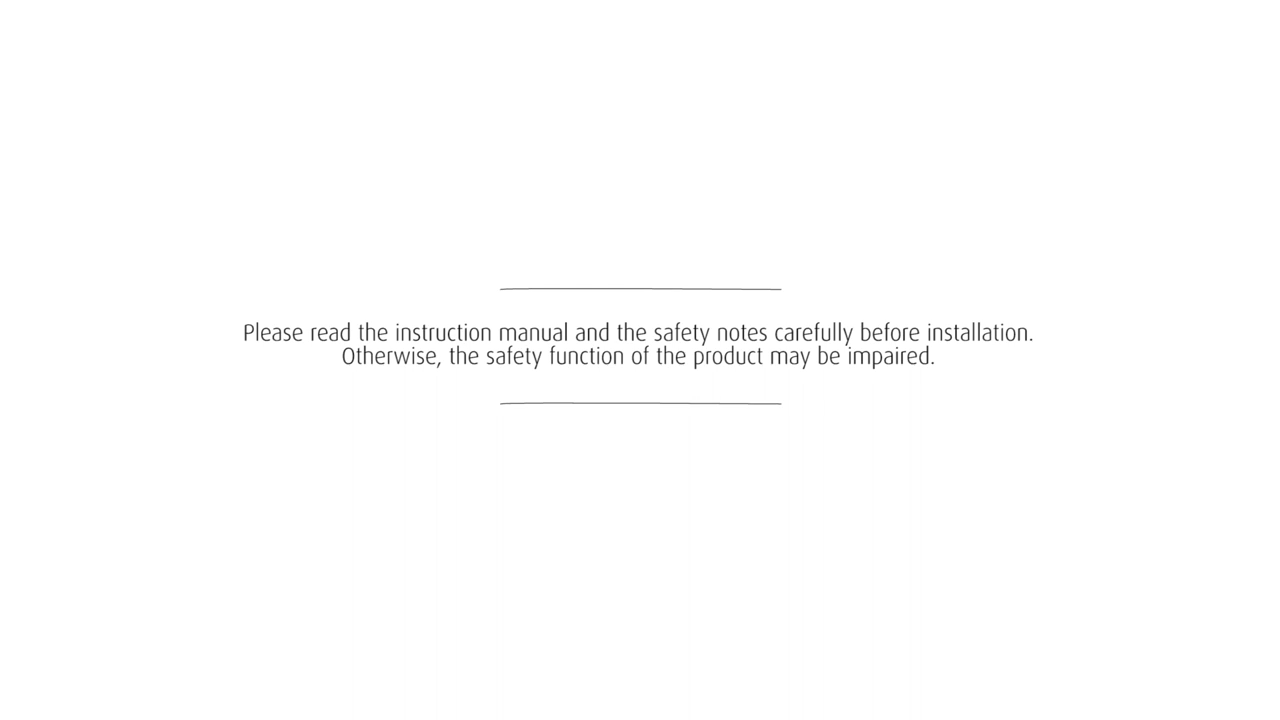 Please read the instruction manual and the safety notes carefully before installation.
Otherwise, the safety function of the product may be impaired.